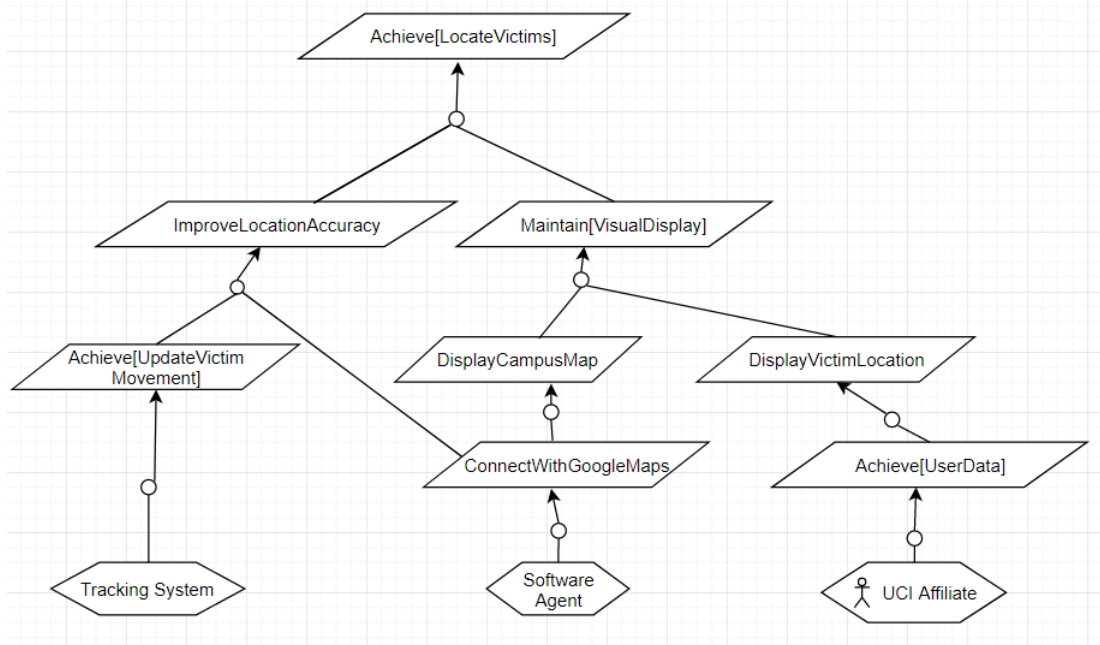 Achieve[LocateVictims]
ImproveLocationAccuracy
Maintain[VisualDisplay]
Achieve[UpdateVictim
Movement]
DisplayCampusMap
DisplayVictimLocation
ConnectWithGoogleMaps
Achieve[UserData]
Tracking System
Software
Agent
UCI Affiliate